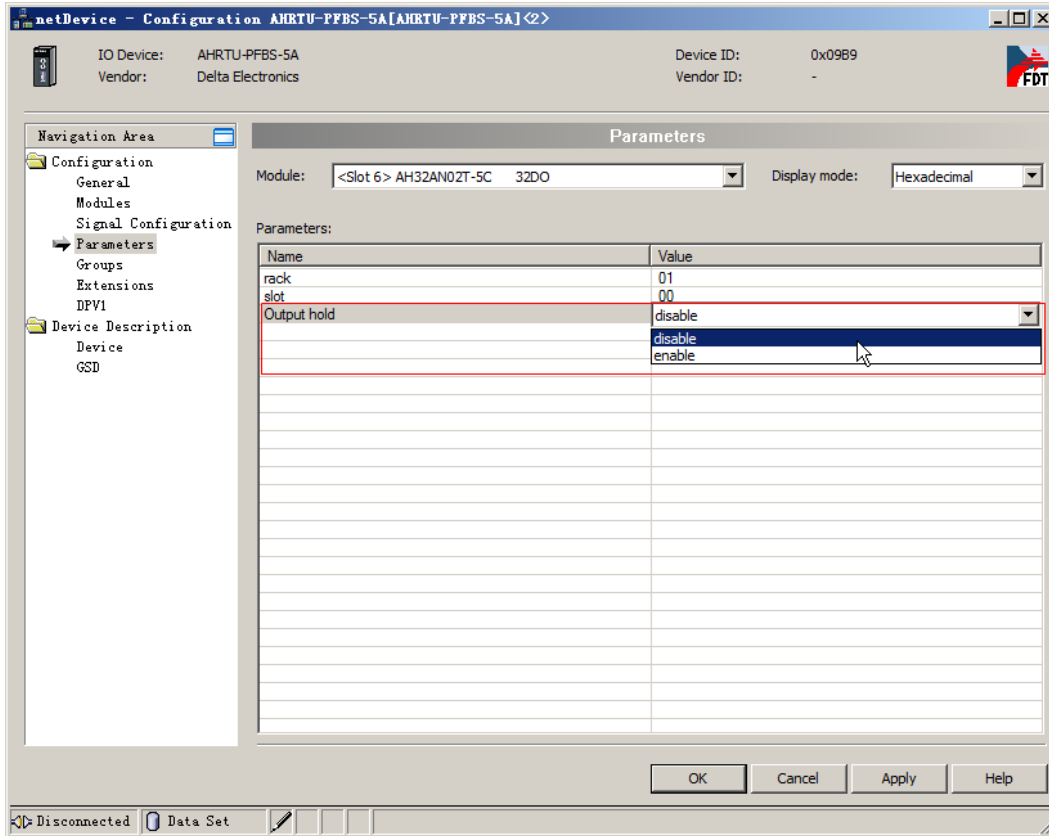 netDevice - Configuration AHRTU-PFBS-5A[AHRTU-PFBS-5A]<2>
IO Device: AHRTU-PFBS-5A Device ID: 0x09B9
Vendor: Delta Electronics Vendor ID: -
FDT
Navigation Area
Configuration
General
Modules
Signal Configuration
Parameters
Groups
Extensions
DPV1
Device Description
Device
GSD
Parameters
Module: <Slot 6> AH32AN02T-5C 32DO Display mode: Hexadecimal
Parameters:
Name Value
rack 01
slot 00
Output hold disable
disable
enable
OK Cancel Apply Help
Disconnected Data Set